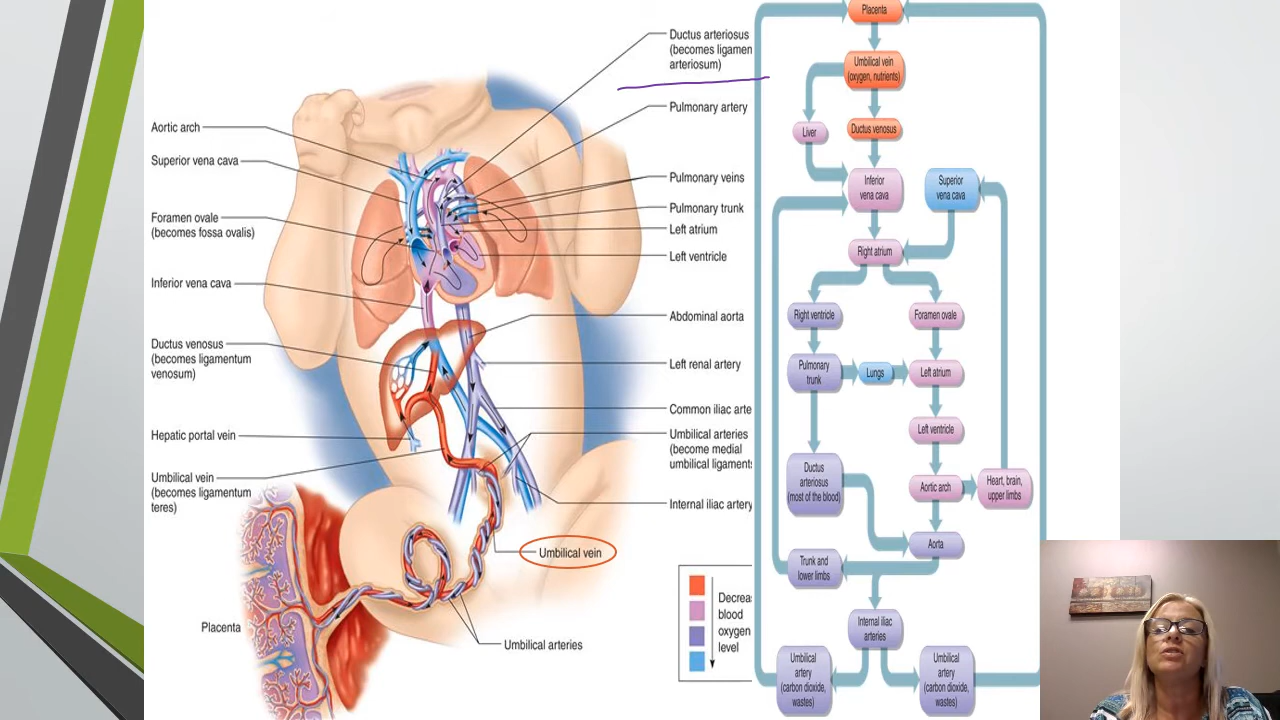 Ductus arteriosus
(becomes ligamen
arteriosum)
Pulmonary artery
Pulmonary veins
Pulmonary trunk
Left atrium
Left ventricle
Abdominal aorta
Left renal artery
Common iliac arte
Umbilical arteries
(become medial
umbilical ligaments
Internal iliac artery
Umbilical vein
Umbilical arteries
Aortic arch
Superior vena cava
Foramen ovale
(becomes fossa ovalis)
Inferior vena cava
Ductus venosus
(becomes ligamentum
venosum)
Hepatic portal vein
Umbilical vein
(becomes ligamentum
teres)
Placenta
Decrea
blood
oxygen
level
Placenta
Umbilical vein
(oxygen, nutrients)
Liver
Ductus venosus
Inferior
vena cava
Superior
vena cava
Right atrium
Right ventricle
Foramen ovale
Pulmonary
trunk
Lungs
Left atrium
Left ventricle
Ductus
arteriosus
(most of the blood)
Aortic arch
Heart, brain,
upper limbs
Aorta
Trunk and
lower limbs
Internal iliac
arteries
Umbilical
artery
(carbon dioxide,
wastes)
Umbilical
artery
(carbon dioxide,
wastes)